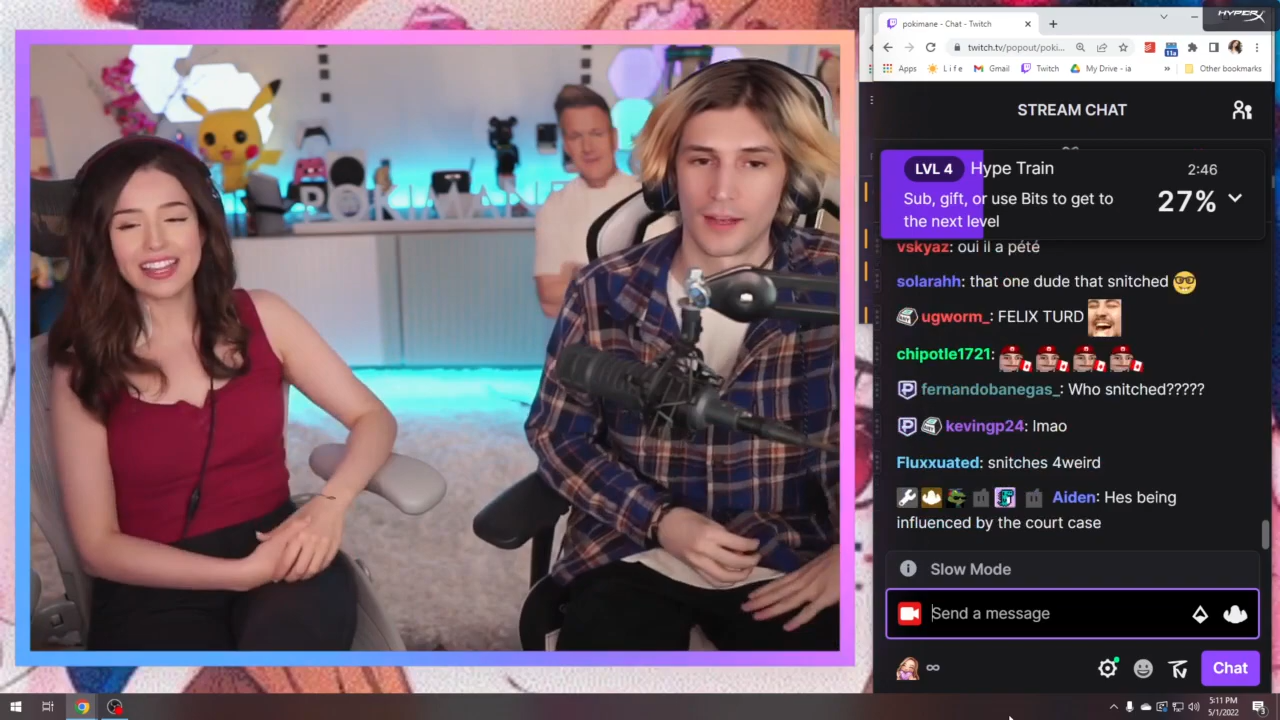 HYPERX
pokimane - Chat - Twitch
twitch.tv/popout/poki...
Apps
L i f e
Gmail
Twitch
My Drive - ia
»
Other bookmarks
STREAM CHAT
LVL 4 Hype Train 2:46
Sub, gift, or use Bits to get to
the next level
27%
vskyaz: oui il a pété
solarahh: that one dude that snitched
ugworm_: FELIX TURD
chipotle1721:
fernandobanegas_: Who snitched?????
kevingp24: lmao
Fluxxuated: snitches 4weird
Aiden: Hes being
influenced by the court case
Slow Mode
Send a message
∞
Chat
5:11 PM
5/1/2022